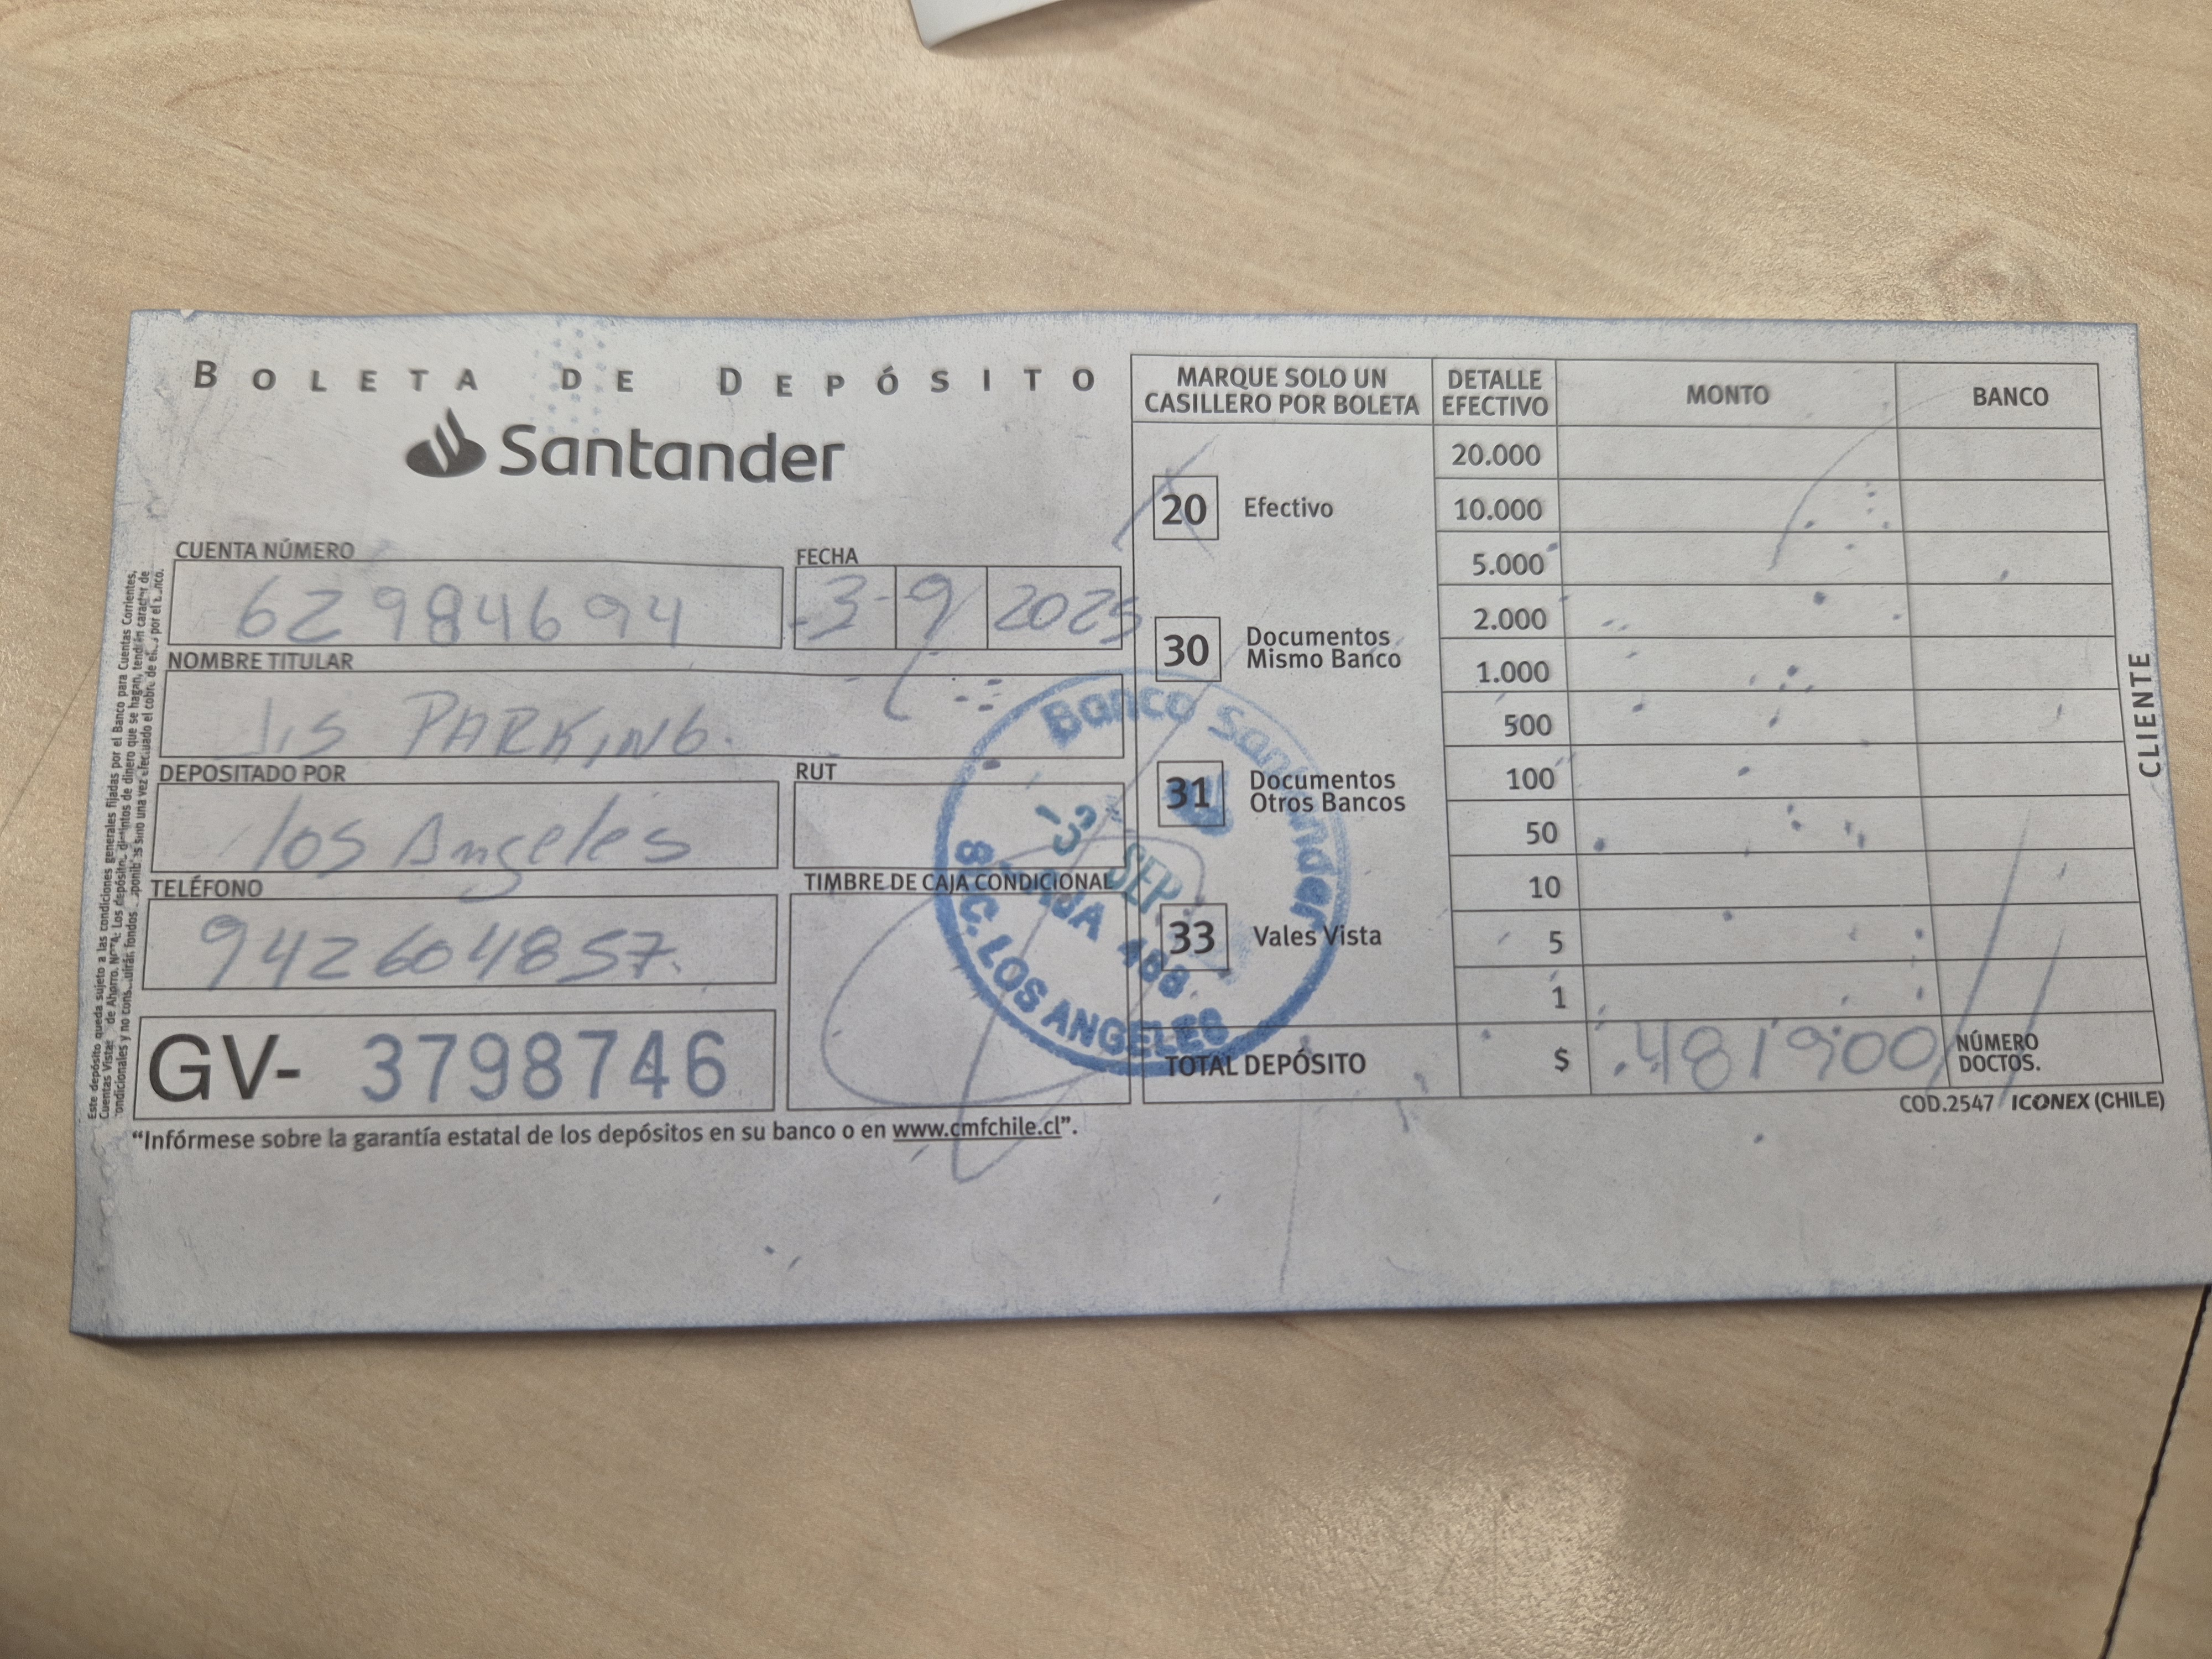 BOLETA DE DEPÓSITO
Santander
CUENTA NÚMERO
62984694
FECHA
3-9 2025
NOMBRE TITULAR
J.S PARKING.
DEPOSITADO POR
los Angeles
RUT
TELÉFONO
942604857.
TIMBRE DE CAJA CONDICIONAL
GV- 3798746
"Infórmese sobre la garantía estatal de los depósitos en su banco o en www.cmfchile.cl".
MARQUE SOLO UN
CASILLERO POR BOLETA
20 Efectivo
30 Documentos
Mismo Banco
31 Documentos
Otros Bancos
33 Vales Vista
DETALLE
EFECTIVO
MONTO
BANCO
20.000
10.000
5.000
2.000
1.000
500
100
50
10
5
1
TOTAL DEPÓSITO $ .481900
NÚMERO
DOCTOS.
COD.2547 ICONEX (CHILE)
CLIENTE
Banco Santander
-3 SEP.
CAJA 468
LOS ANGELES